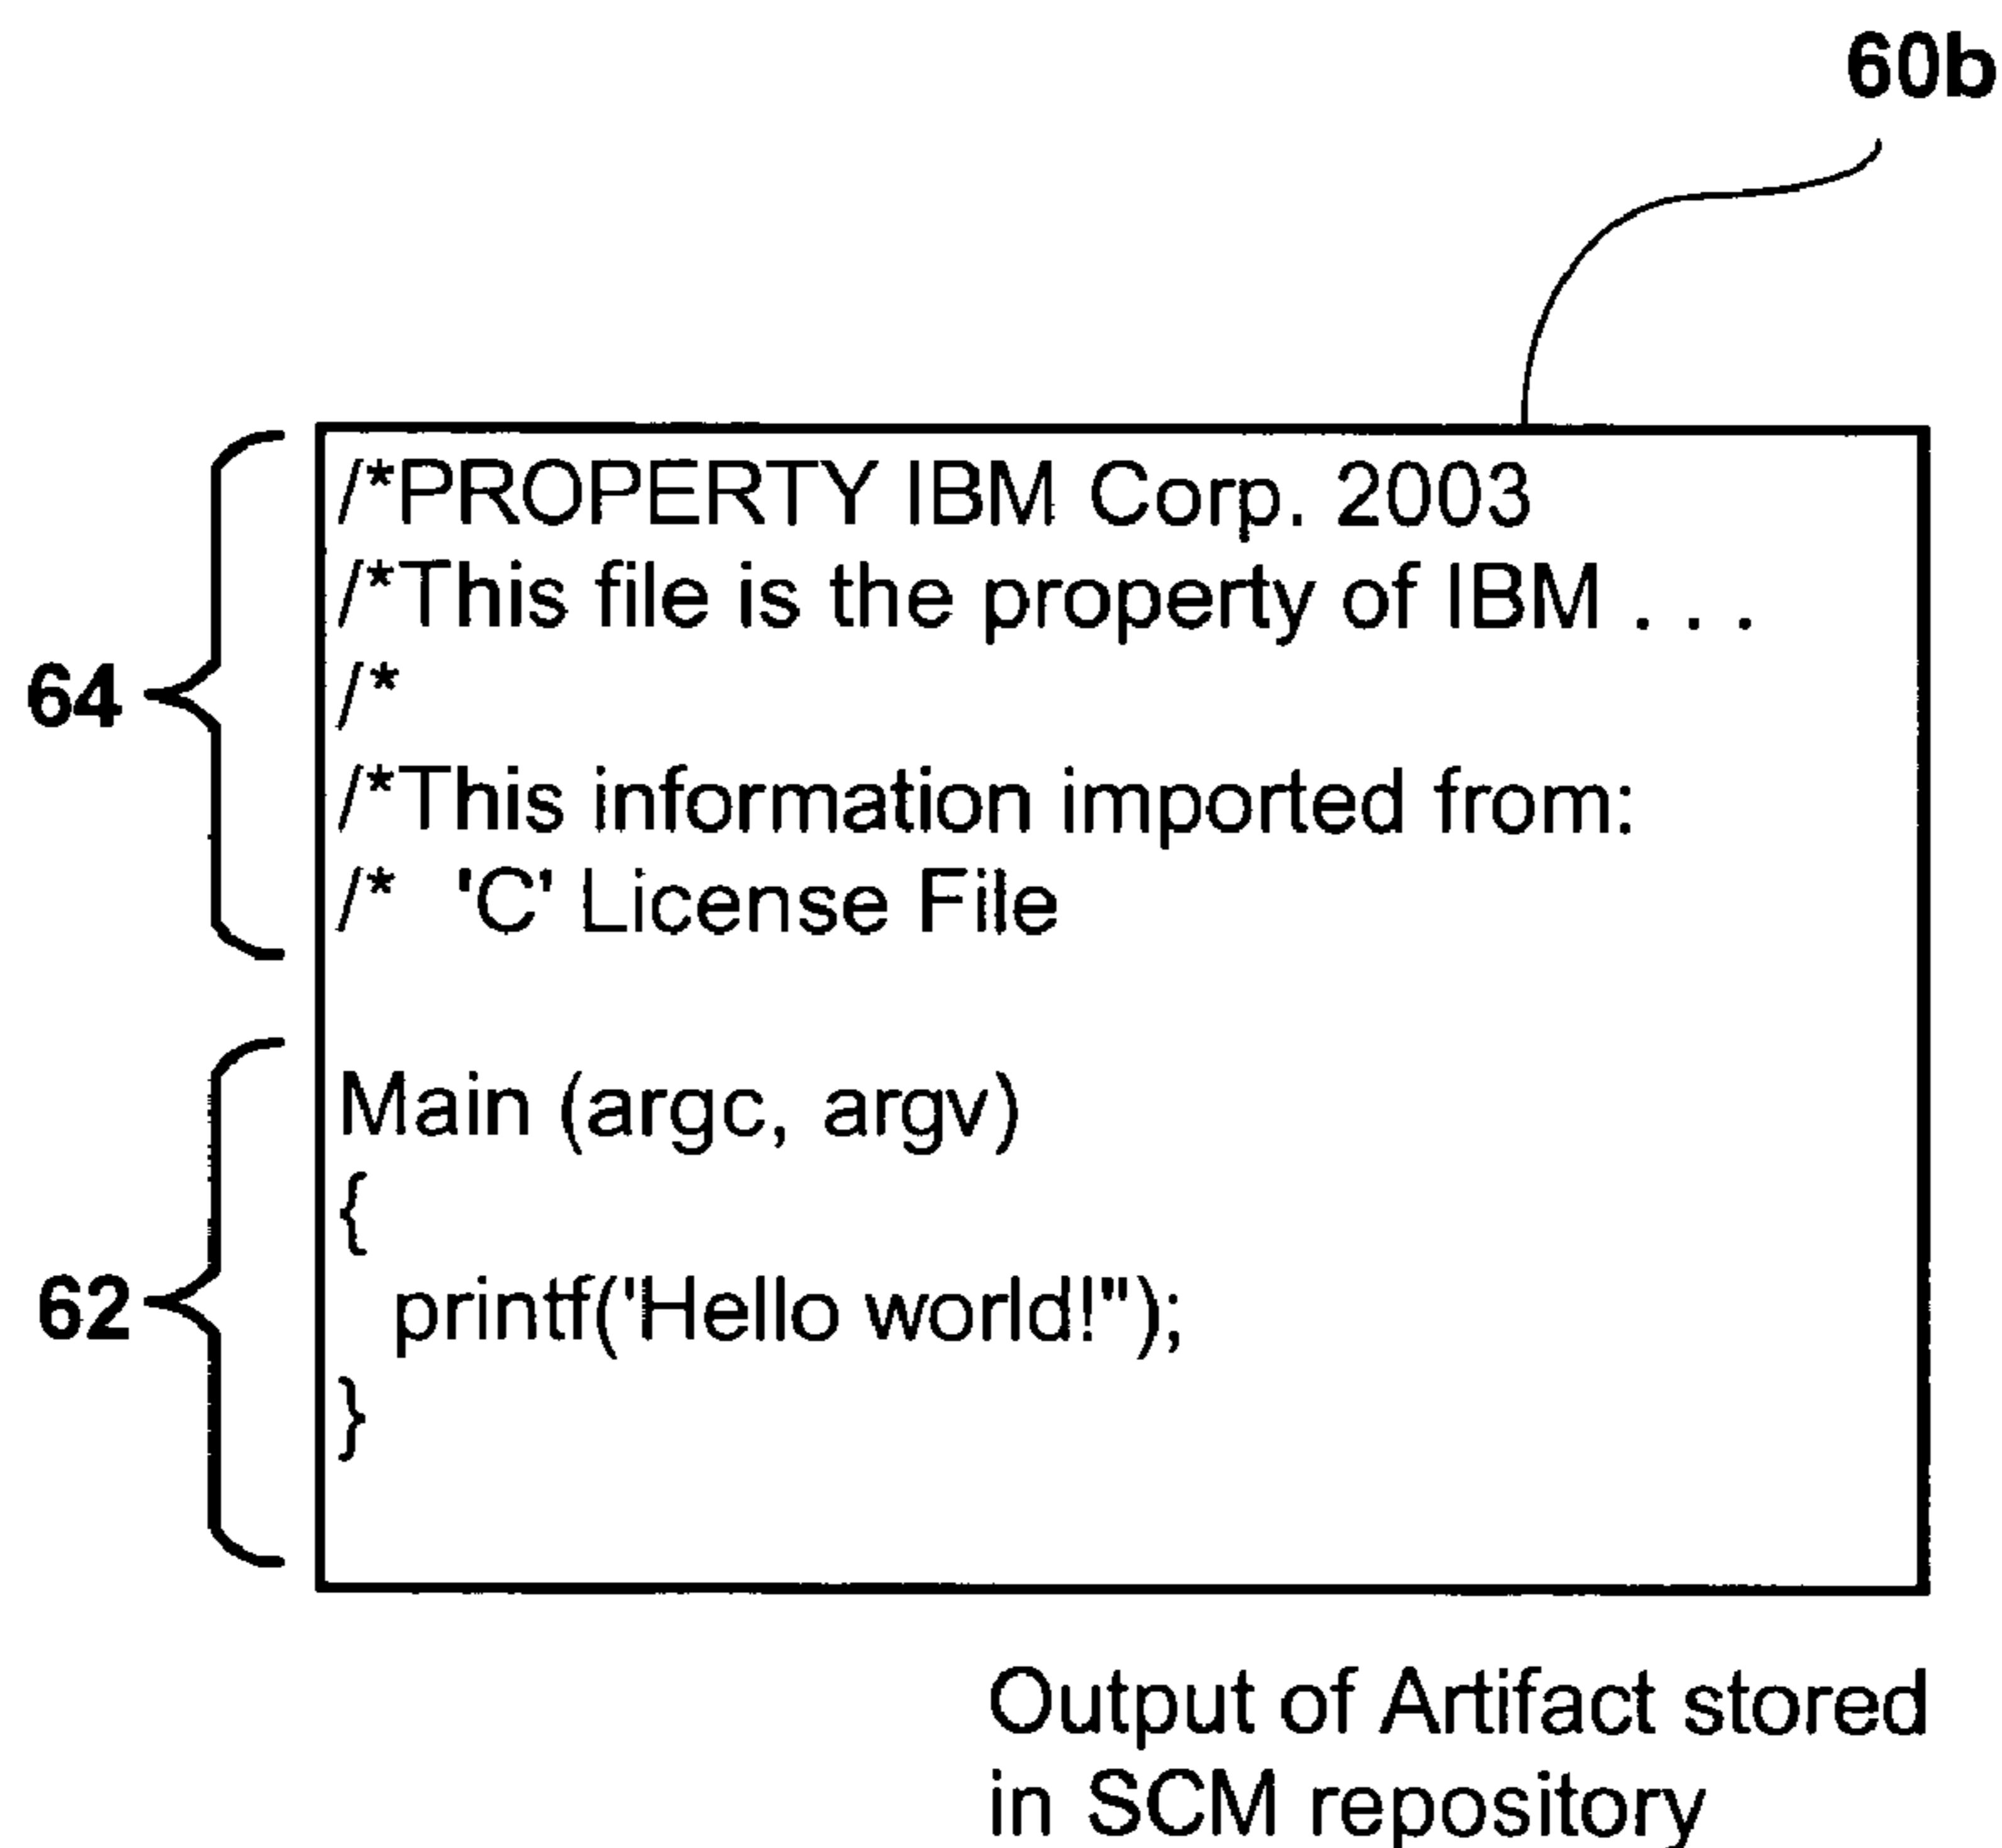 60b
/*PROPERTY IBM Corp. 2003
/*This file is the property of IBM . . .
/*
64
/*This information imported from:
/* 'C' License File
Main (argc, argv)
{
62
printf('Hello world!'");
}
Output of Artifact stored
in SCM repository